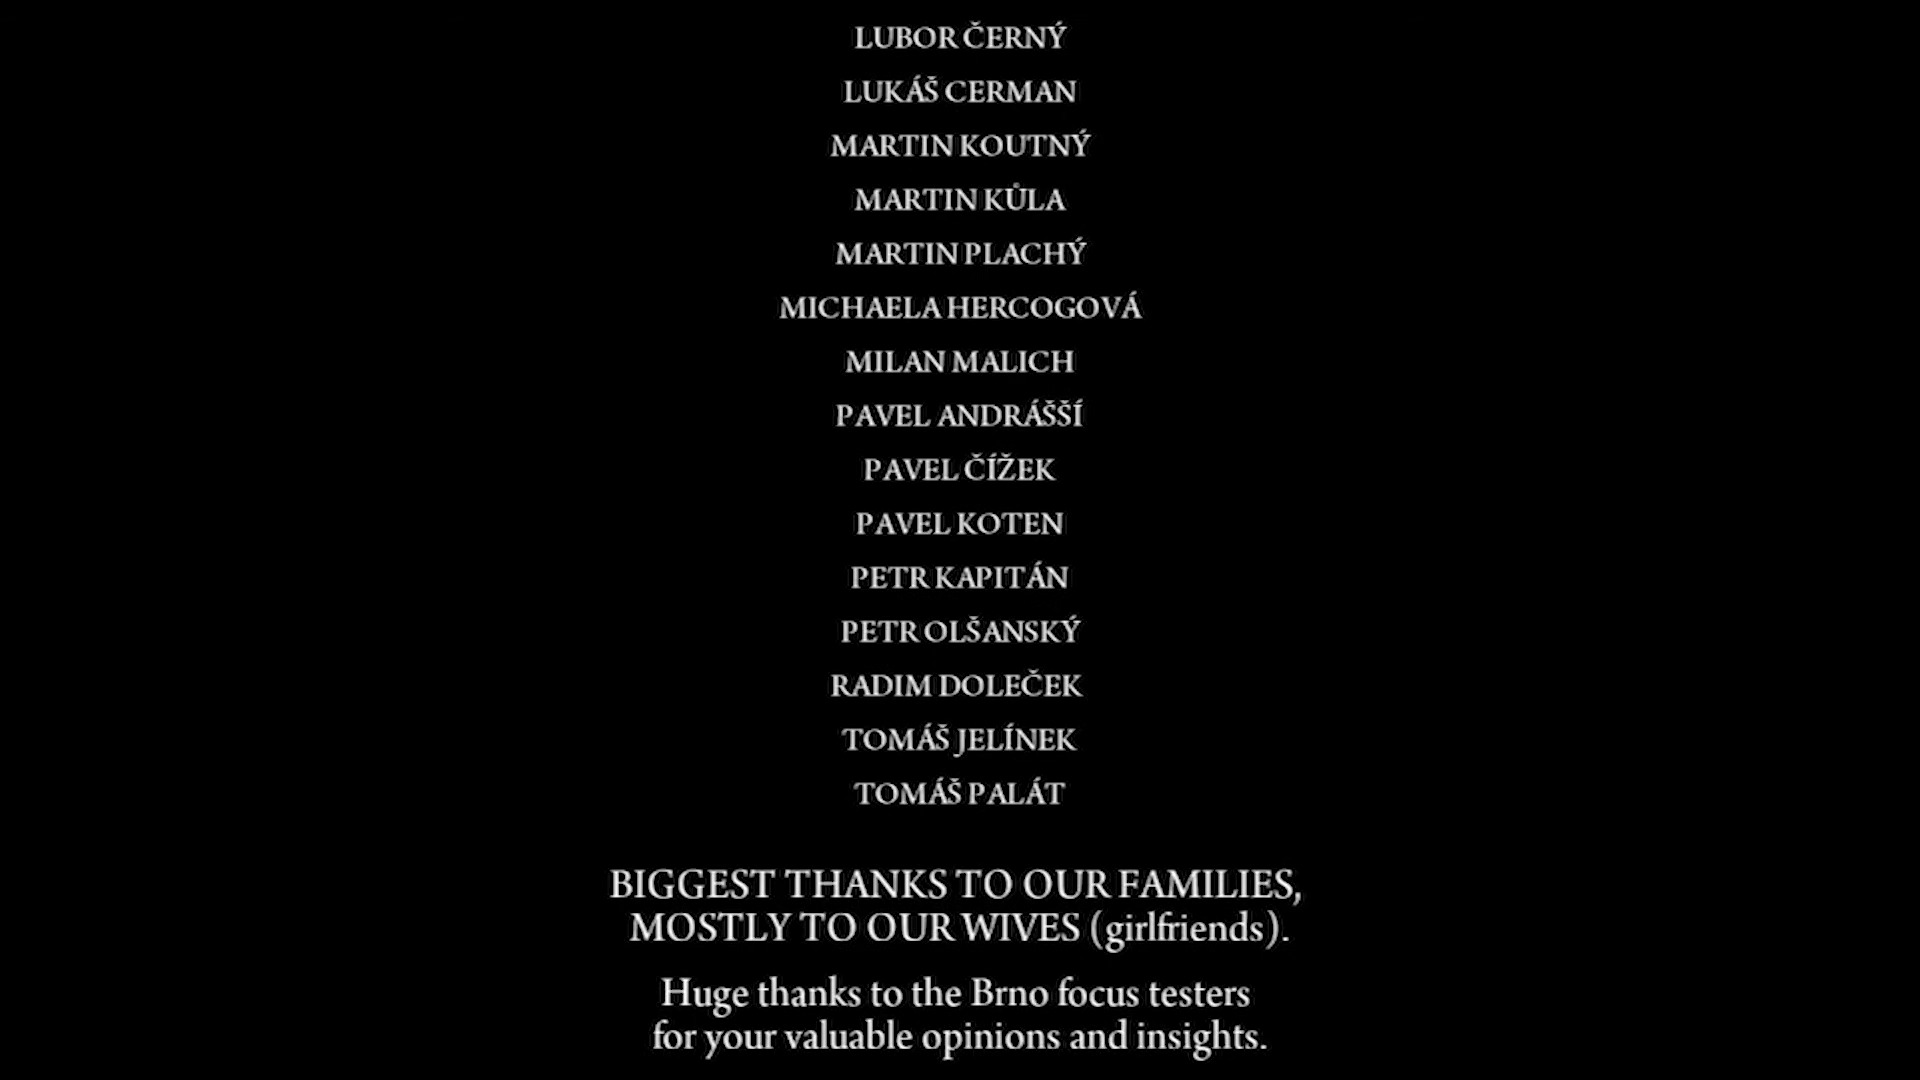 LUBOR ČERNÝ
LUKÁŠ CERMAN
MARTIN KOUTNÝ
MARTIN KŮLA
MARTIN PLACHÝ
MICHAELA HERCOGOVÁ
MILAN MALICH
PAVEL ANDRÁŠŠÍ
PAVEL ČÍŽEK
PAVEL KOTEN
PETR KAPITÁN
PETR OLŠANSKÝ
RADIM DOLEČEK
TOMÁŠ JELÍNEK
TOMÁŠ PALÁT
BIGGEST THANKS TO OUR FAMILIES,
MOSTLY TO OUR WIVES (girlfriends).
Huge thanks to the Brno focus testers
for your valuable opinions and insights.